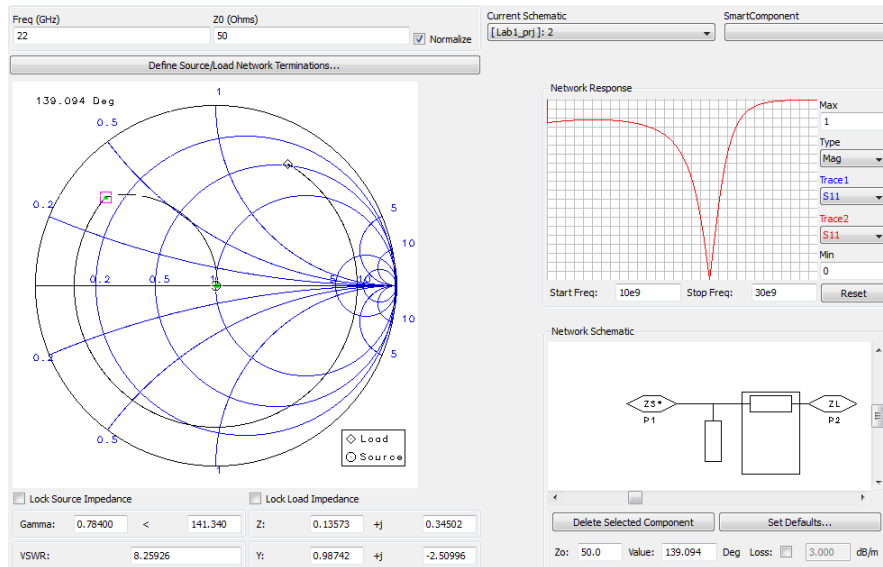 Freq (GHz)
22
Z0 (Ohms)
50
Normalize
Define Source/Load Network Terminations...
139.094 Deg
1
0.5
0.2
0.2
0.5
1
5
10
5
10
0.2
0.5
1
5
10
Load
Source
Lock Source Impedance
Lock Load Impedance
Gamma: 0.78400 < 141.340
Z: 0.13573 +j 0.34502
VSWR: 8.25926
Y: 0.98742 +j -2.50996
Current Schematic
[ Lab1_prj ]: 2
SmartComponent
Network Response
Max
1
Type
Mag
Trace1
S11
Trace2
S11
Min
0
Start Freq: 10e9 Stop Freq: 30e9 Reset
Network Schematic
ZS*
P1
ZL
P2
Delete Selected Component
Set Defaults...
Zo: 50.0 Value: 139.094 Deg Loss: 3.000 dB/m